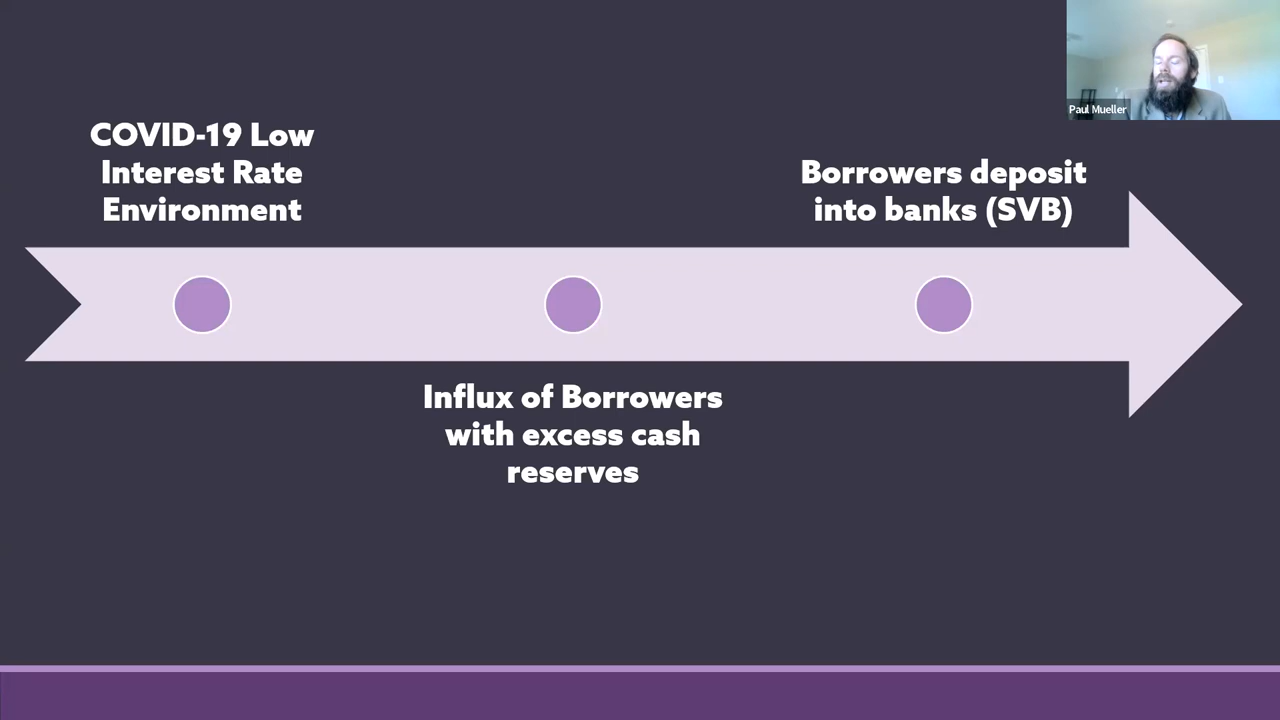 Paul Mueller
COVID-19 Low
Interest Rate
Environment
Borrowers deposit
into banks (SVB)
Influx of Borrowers
with excess cash
reserves